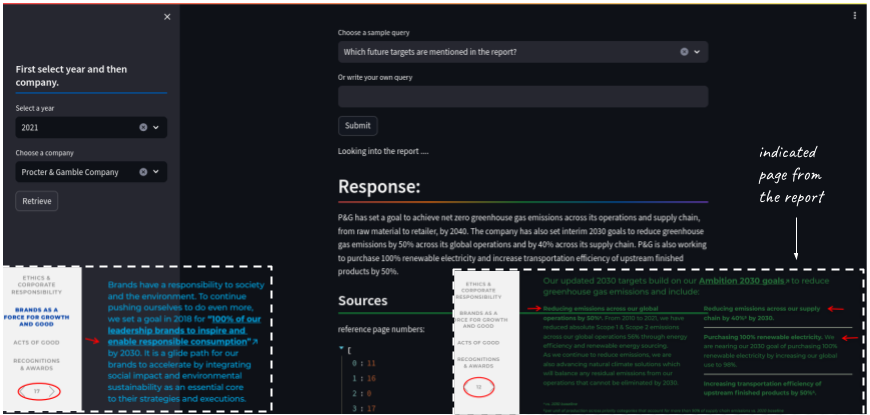 First select year and then
company.
Select a year
2021
Choose a company
Procter & Gamble Company
Retrieve
Choose a sample query
Which future targets are mentioned in the report?
Or write your own query
Submit
Looking into the report ....
Response:
P&G has set a goal to achieve net zero greenhouse gas emissions across its operations and supply chain,
from raw material to retailer, by 2040. The company has also set interim 2030 goals to reduce greenhouse
gas emissions by 50% across its global operations and by 40% across its supply chain. P&G is also working
to purchase 100% renewable electricity and increase transportation efficiency of upstream finished
products by 50%.
Sources
reference page numbers:
[
0 : 11
1 : 16
2 : 0
3 : 17
indicated
page from
the report
ETHICS &
CORPORATE
RESPONSIBILITY
BRANDS AS A
FORCE FOR GROWTH
AND GOOD
ACTS OF GOOD
RECOGNITIONS
& AWARDS
17
Brands have a responsibility to society
and the environment. To continue
pushing ourselves to do even more,
we set a goal in 2018 for "100% of our
leadership brands to inspire and
enable responsible consumption"
by 2030. It is a glide path for our
brands to accelerate by integrating
social impact and environmental
sustainability as an essential core
to their strategies and executions.
ETHICS &
CORPORATE
RESPONSIBILITY
BRANDS AS A
FORCE FOR GROWTH
AND GOOD
ACTS OF GOOD
RECOGNITIONS
& AWARDS
12
Our updated 2030 targets build on our Ambition 2030 goals to reduce
greenhouse gas emissions and include:
Reducing emissions across our global
operations by 50%. From 2010 to 2021, we have
reduced absolute Scope 1 & Scope 2 emissions
across our global operations 56% through energy
efficiency and renewable energy sourcing.
As we continue to reduce emissions, we are
also advancing natural climate solutions which
will balance any residual emissions from our
operations that cannot be eliminated by 2030.
Reducing emissions across our supply
chain by 40% by 2030.
Purchasing 100% renewable electricity. We
are nearing our 2030 goal of purchasing 100%
renewable electricity by increasing our global
use to 98%.
Increasing transportation efficiency of
upstream finished products by 50%.